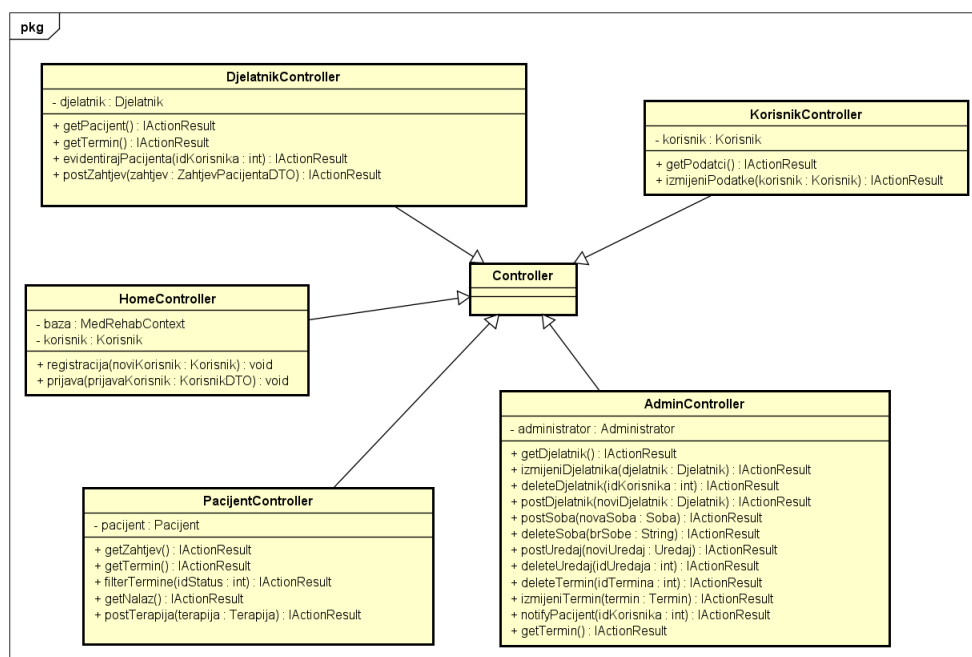 pkg
DjelatnikController
- djelatnik : Djelatnik
+ getPacijent() : IActionResult
+ getTermin() : IActionResult
+ evidentirajPacijenta(idKorisnika : int) : IActionResult
+ postZahtjev(zahtjev : ZahtjevPacijentaDTO) : IActionResult
KorisnikController
- korisnik : Korisnik
+ getPodatci() : IActionResult
+ izmijeniPodatke(korisnik : Korisnik) : IActionResult
Controller
HomeController
- baza : MedRehabContext
- korisnik : Korisnik
+ registracija(noviKorisnik : Korisnik) : void
+ prijava(prijavaKorisnik : KorisnikDTO) : void
AdminController
- administrator : Administrator
+ getDjelatnik() : IActionResult
+ izmijeniDjelatnika(djelatnik : Djelatnik) : IActionResult
+ deleteDjelatnik(idKorisnika : int) : IActionResult
+ postDjelatnik(noviDjelatnik : Djelatnik) : IActionResult
+ postSoba(novaSoba : Soba) : IActionResult
+ deleteSoba(brSobe : String) : IActionResult
+ postUredaj(noviUredaj : Uredaj) : IActionResult
+ deleteUredaj(idUredaja : int) : IActionResult
+ deleteTermin(idTermina : int) : IActionResult
+ izmijeniTermin(termin : Termin) : IActionResult
+ notifyPacijent(idKorisnika : int) : IActionResult
+ getTermin() : IActionResult
PacijentController
- pacijent : Pacijent
+ getZahtjev() : IActionResult
+ getTermin() : IActionResult
+ filterTermine(idStatus : int) : IActionResult
+ getNalaz() : IActionResult
+ postTerapija(terapija : Terapija) : IActionResult